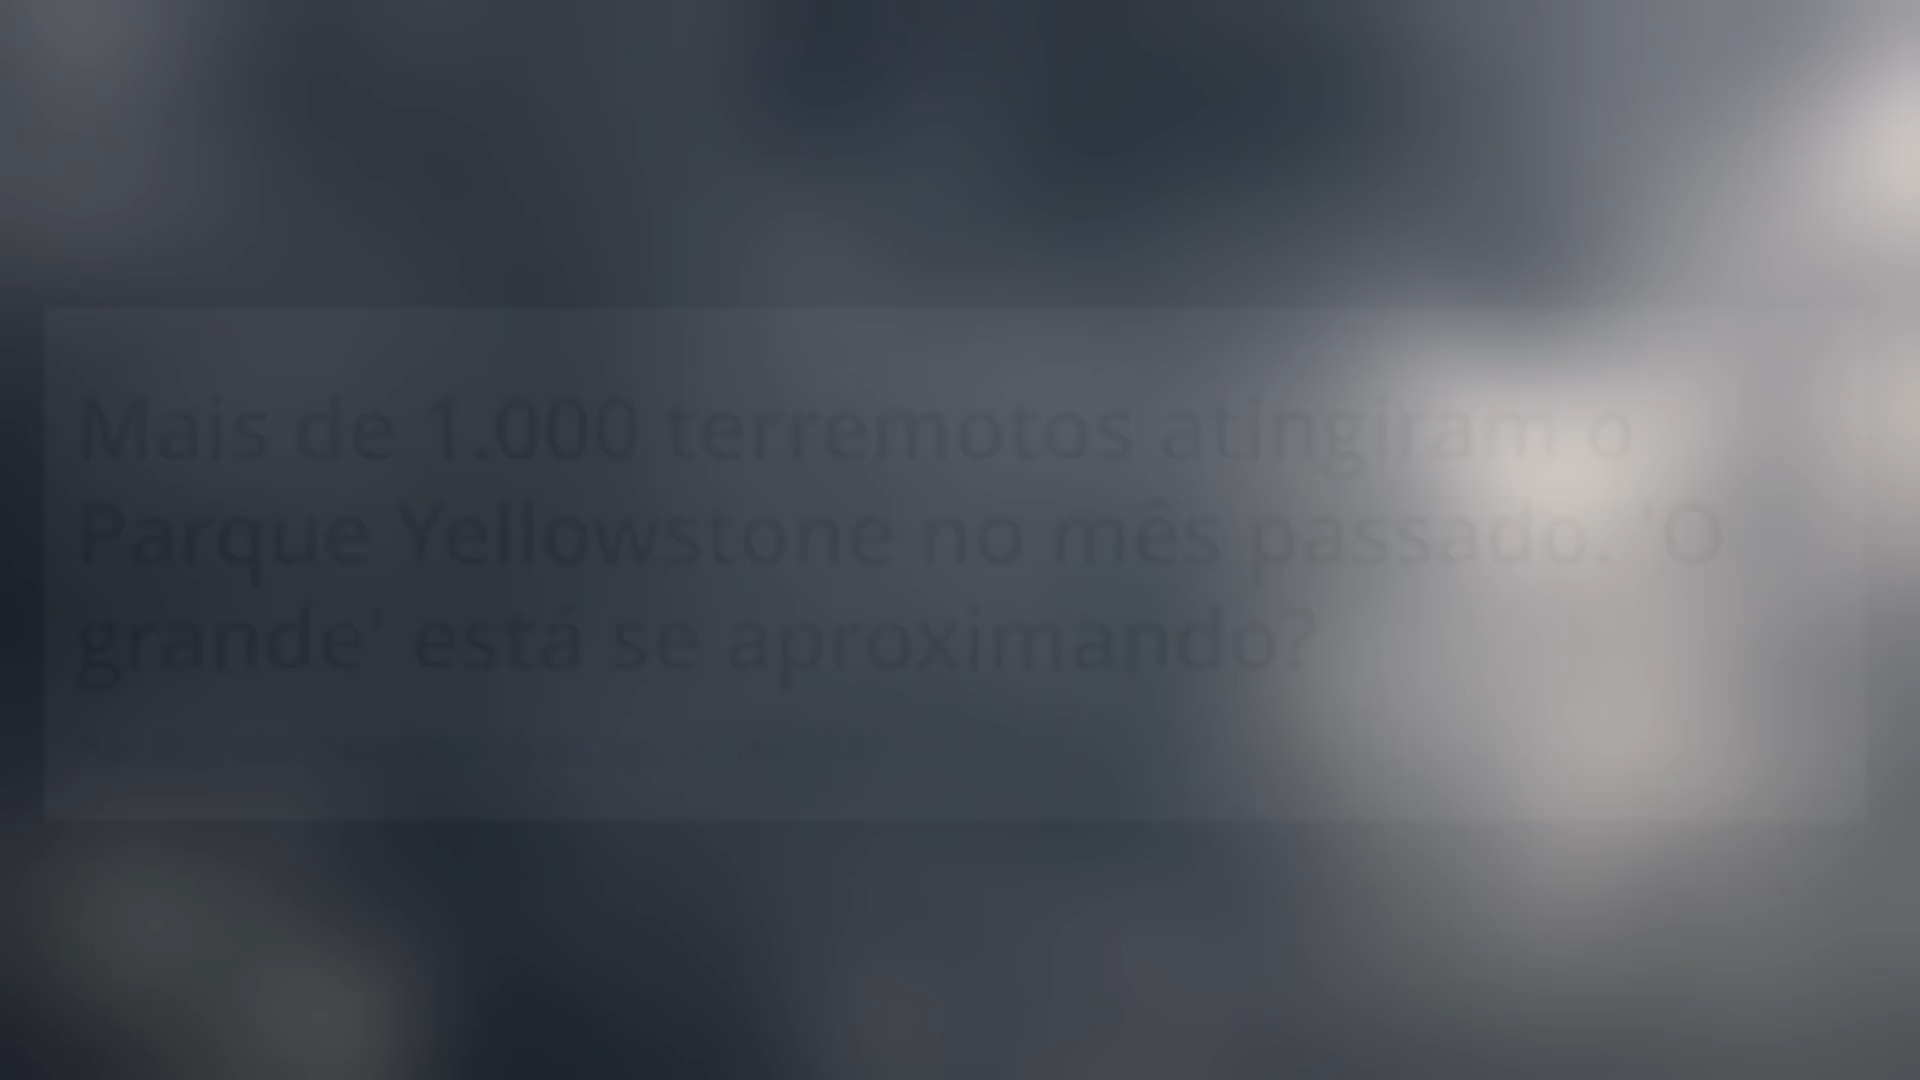 Mais de 1.000 terremotos atingiram o
Parque Yellowstone no mês passado. 'O
grande' está se aproximando?